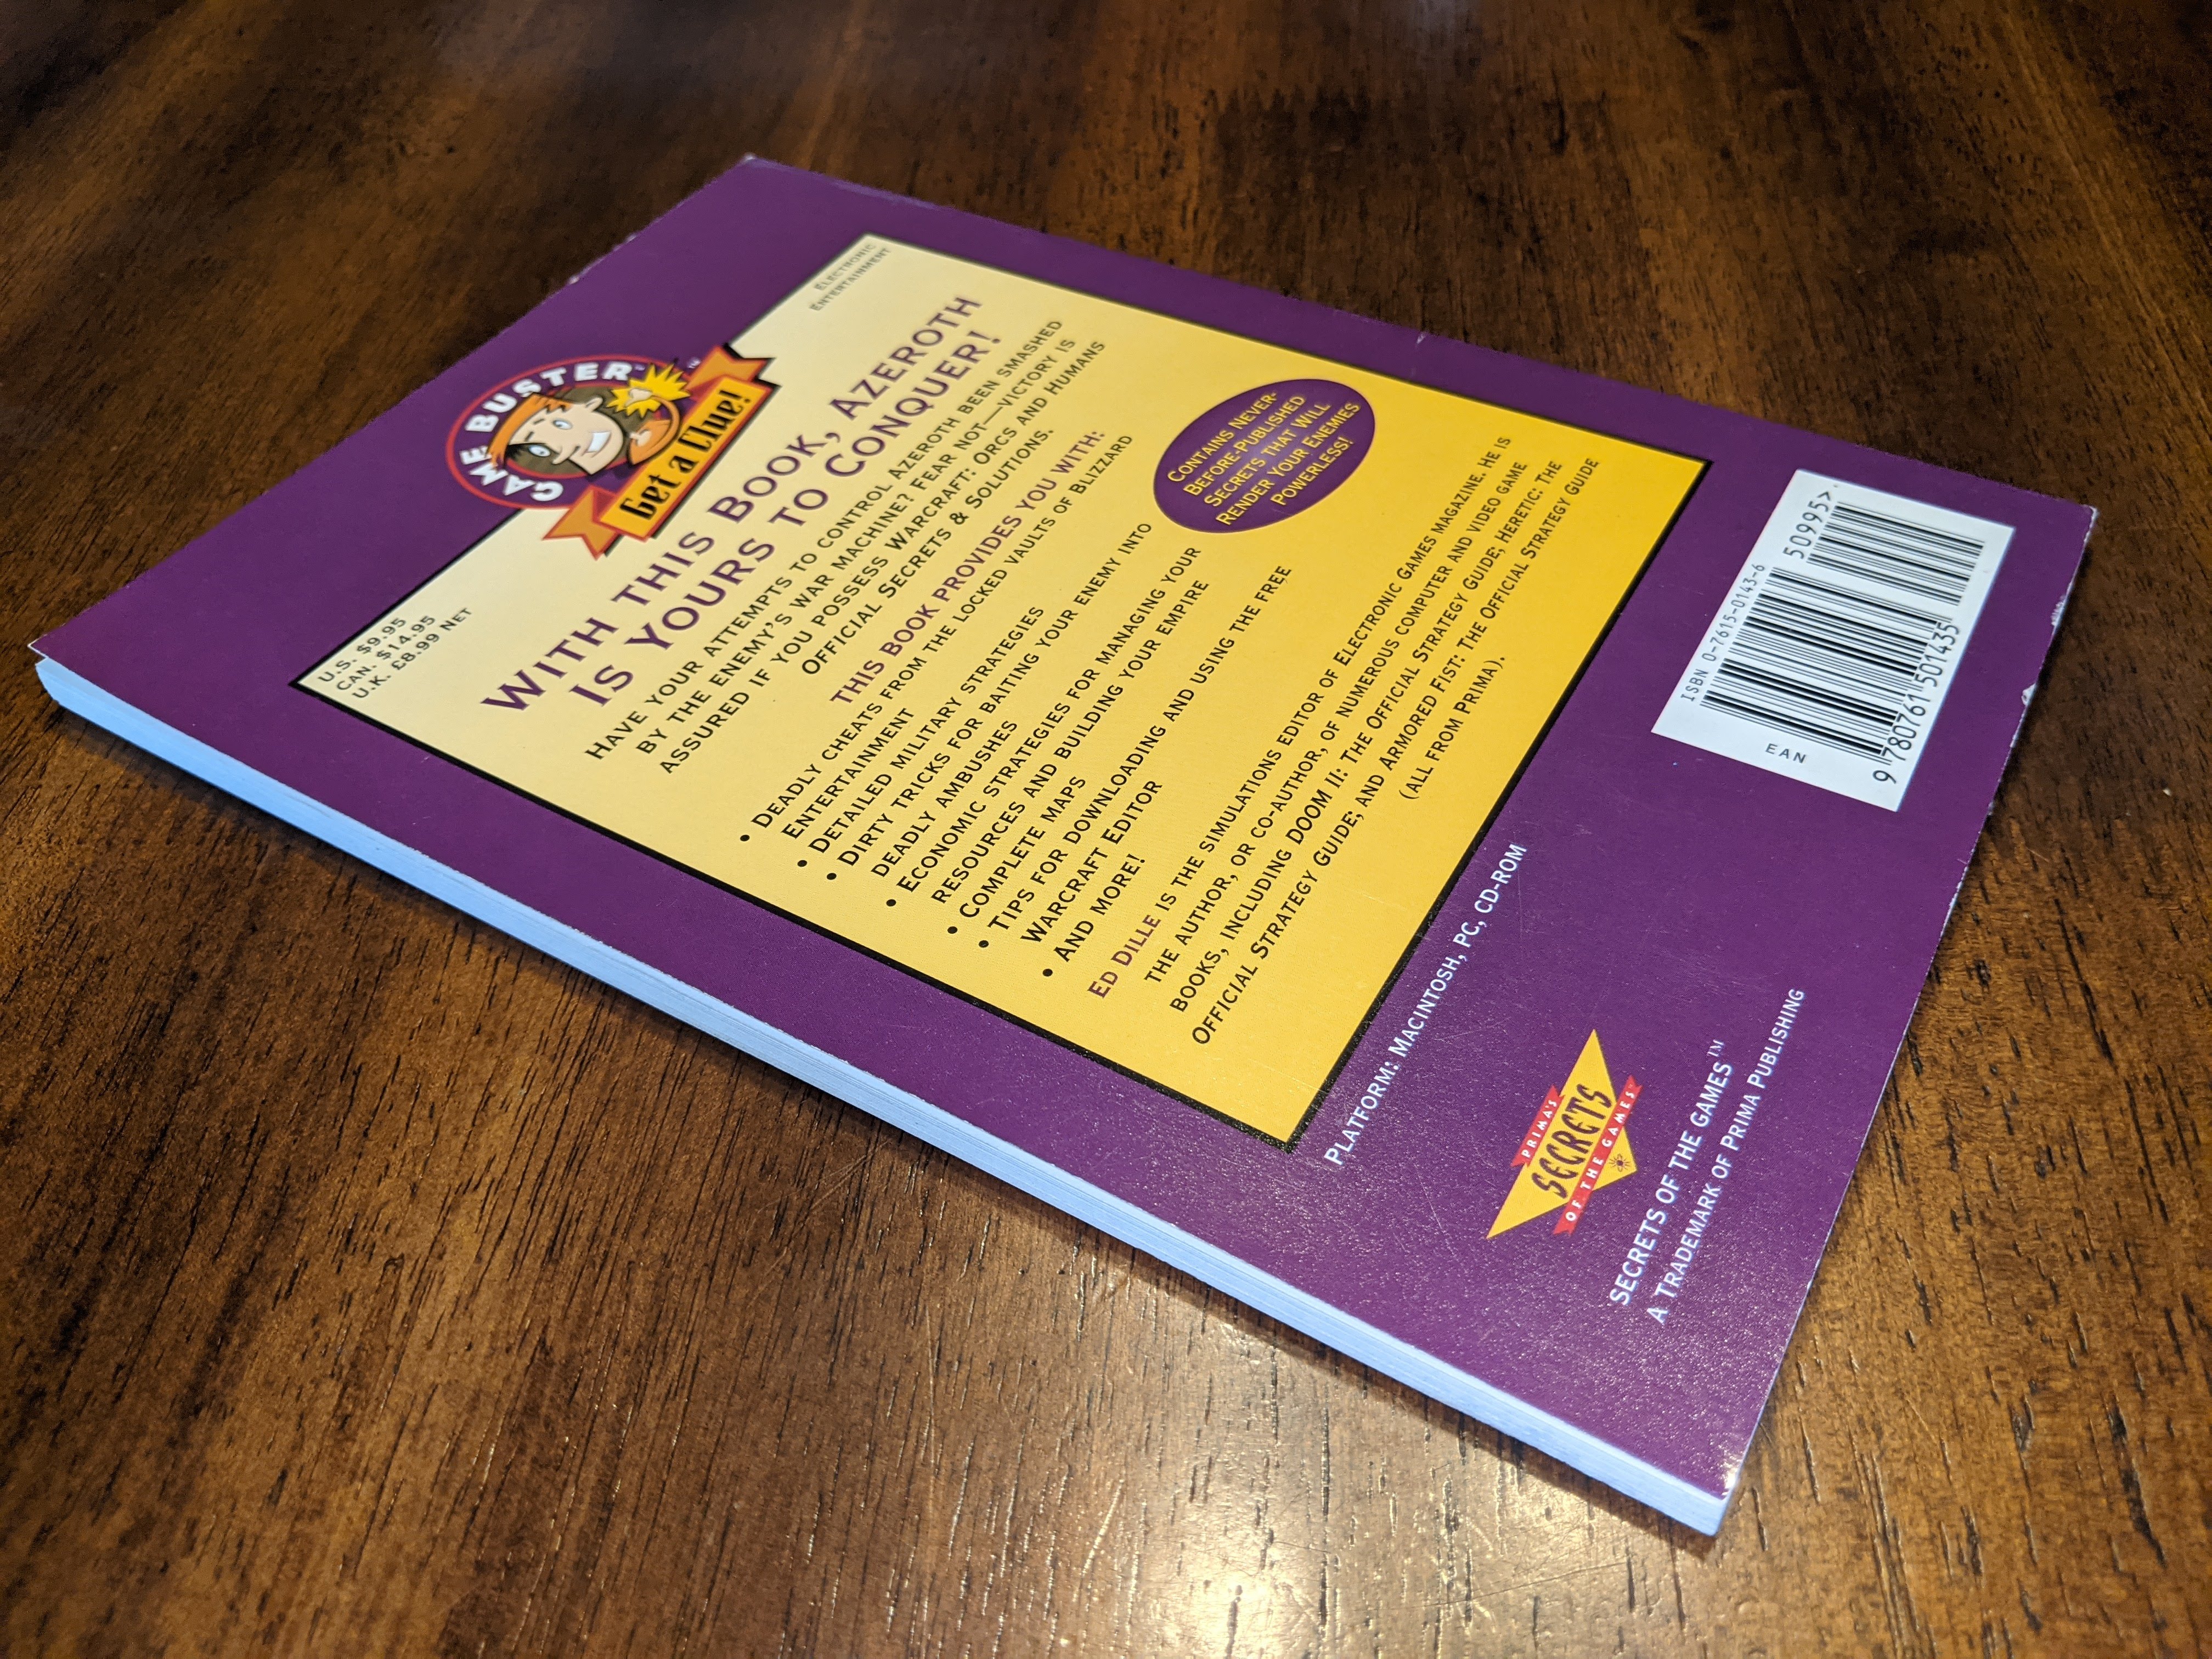 U.S. $9.95
CAN. $14.95
U.K. £8.99 NET
GAME BUSTER™
Get a Clue!
ELECTRONIC
ENTERTAINMENT
WITH THIS BOOK, AZEROTH
IS YOURS TO CONQUER!
HAVE YOUR ATTEMPTS TO CONTROL AZEROTH BEEN SMASHED
BY THE ENEMY'S WAR MACHINE? FEAR NOT—VICTORY IS
ASSURED IF YOU POSSESS WARCRAFT: ORCS AND HUMANS
OFFICIAL SECRETS & SOLUTIONS.
THIS BOOK PROVIDES YOU WITH:
• DEADLY CHEATS FROM THE LOCKED VAULTS OF BLIZZARD
ENTERTAINMENT
• DETAILED MILITARY STRATEGIES
• DIRTY TRICKS FOR BAITING YOUR ENEMY INTO
DEADLY AMBUSHES
• ECONOMIC STRATEGIES FOR MANAGING YOUR
RESOURCES AND BUILDING YOUR EMPIRE
• COMPLETE MAPS
• TIPS FOR DOWNLOADING AND USING THE FREE
WARCRAFT EDITOR
• AND MORE!
CONTAINS NEVER-
BEFORE-PUBLISHED
SECRETS THAT WILL
RENDER YOUR ENEMIES
POWERLESS!
ED DILLE IS THE SIMULATIONS EDITOR OF ELECTRONIC GAMES MAGAZINE. HE IS
THE AUTHOR, OR CO-AUTHOR, OF NUMEROUS COMPUTER AND VIDEO GAME
BOOKS, INCLUDING DOOM II: THE OFFICIAL STRATEGY GUIDE, HERETIC: THE
OFFICIAL STRATEGY GUIDE, AND ARMORED FIST: THE OFFICIAL STRATEGY GUIDE
(ALL FROM PRIMA).
PLATFORM: MACINTOSH, PC, CD-ROM
PRIMA'S
SECRETS
OF THE GAMES
SECRETS OF THE GAMES™
A TRADEMARK OF PRIMA PUBLISHING
ISBN 0-7615-0143-6
50995>
9 780761 501435
EAN